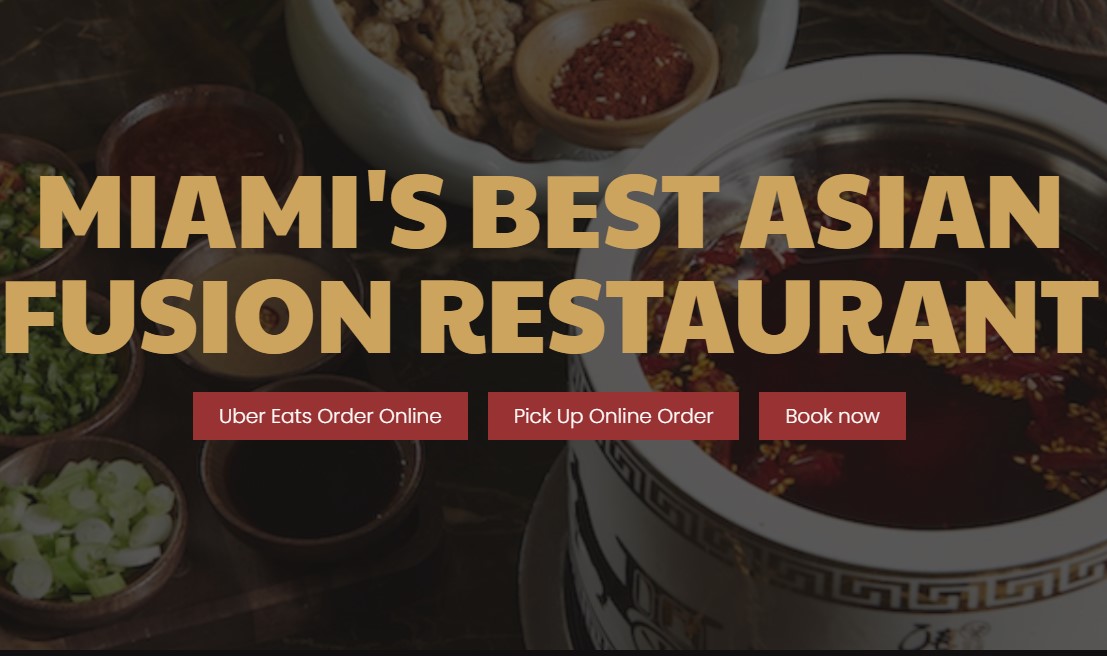 MIAMI'S BEST ASIAN
FUSION RESTAURANT
Uber Eats Order Online
Pick Up Online Order
Book now